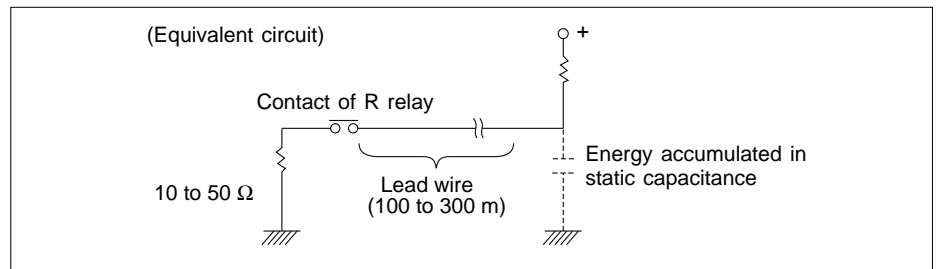 (Equivalent circuit)
+
Contact of R relay
10 to 50 Ω
Lead wire
(100 to 300 m)
Energy accumulated in
static capacitance